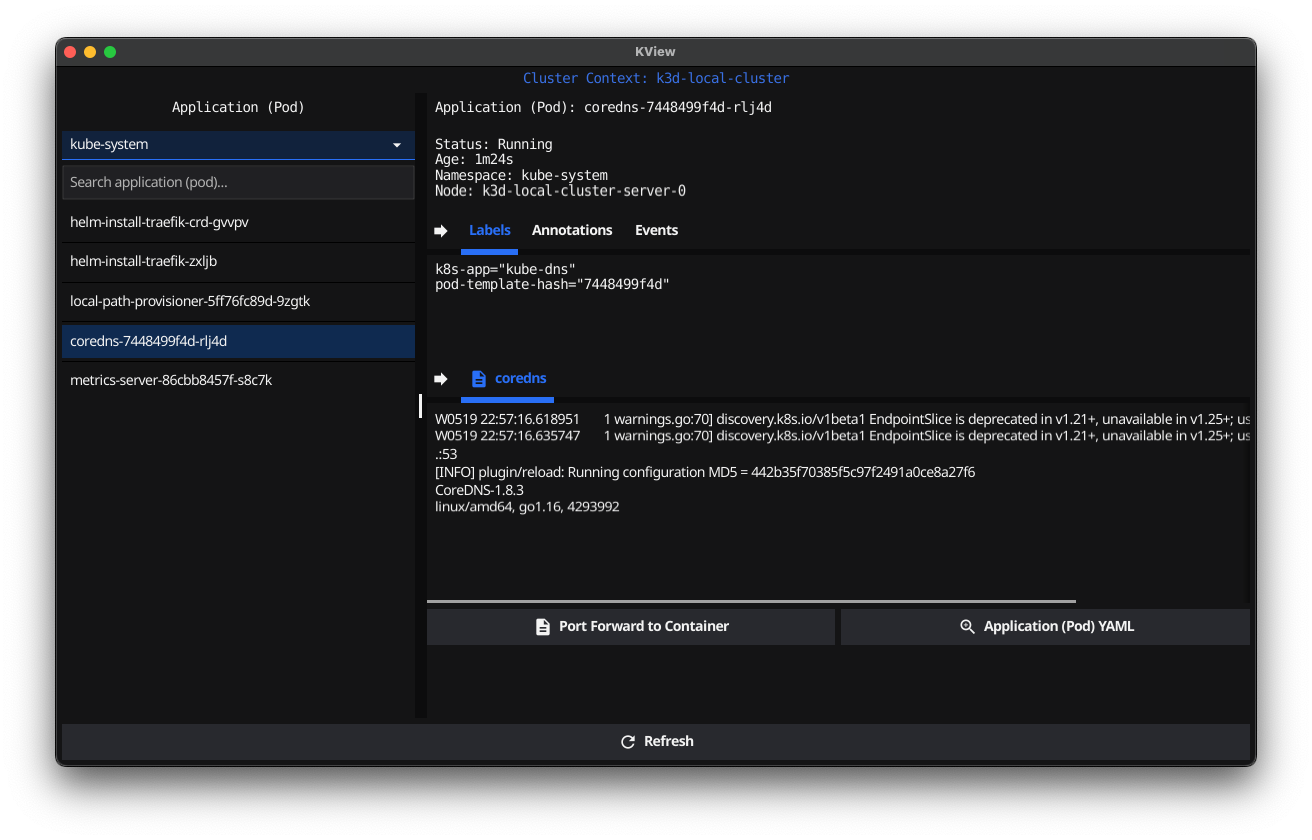 KView
Cluster Context: k3d-local-cluster
Application (Pod)
kube-system
Search application (pod)...
helm-install-traefik-crd-gvvpv
helm-install-traefik-zxljb
local-path-provisioner-5ff76fc89d-9zgtk
coredns-7448499f4d-rlj4d
metrics-server-86cbb8457f-s8c7k
Application (Pod): coredns-7448499f4d-rlj4d
Status: Running
Age: 1m24s
Namespace: kube-system
Node: k3d-local-cluster-server-0
Labels Annotations Events
k8s-app="kube-dns"
pod-template-hash="7448499f4d"
coredns
W0519 22:57:16.618951 1 warnings.go:70] discovery.k8s.io/v1beta1 EndpointSlice is deprecated in v1.21+, unavailable in v1.25+; us
W0519 22:57:16.635747 1 warnings.go:70] discovery.k8s.io/v1beta1 EndpointSlice is deprecated in v1.21+, unavailable in v1.25+; us
.:53
[INFO] plugin/reload: Running configuration MD5 = 442b35f70385f5c97f2491a0ce8a27f6
CoreDNS-1.8.3
linux/amd64, go1.16, 4293992
Port Forward to Container
Application (Pod) YAML
Refresh